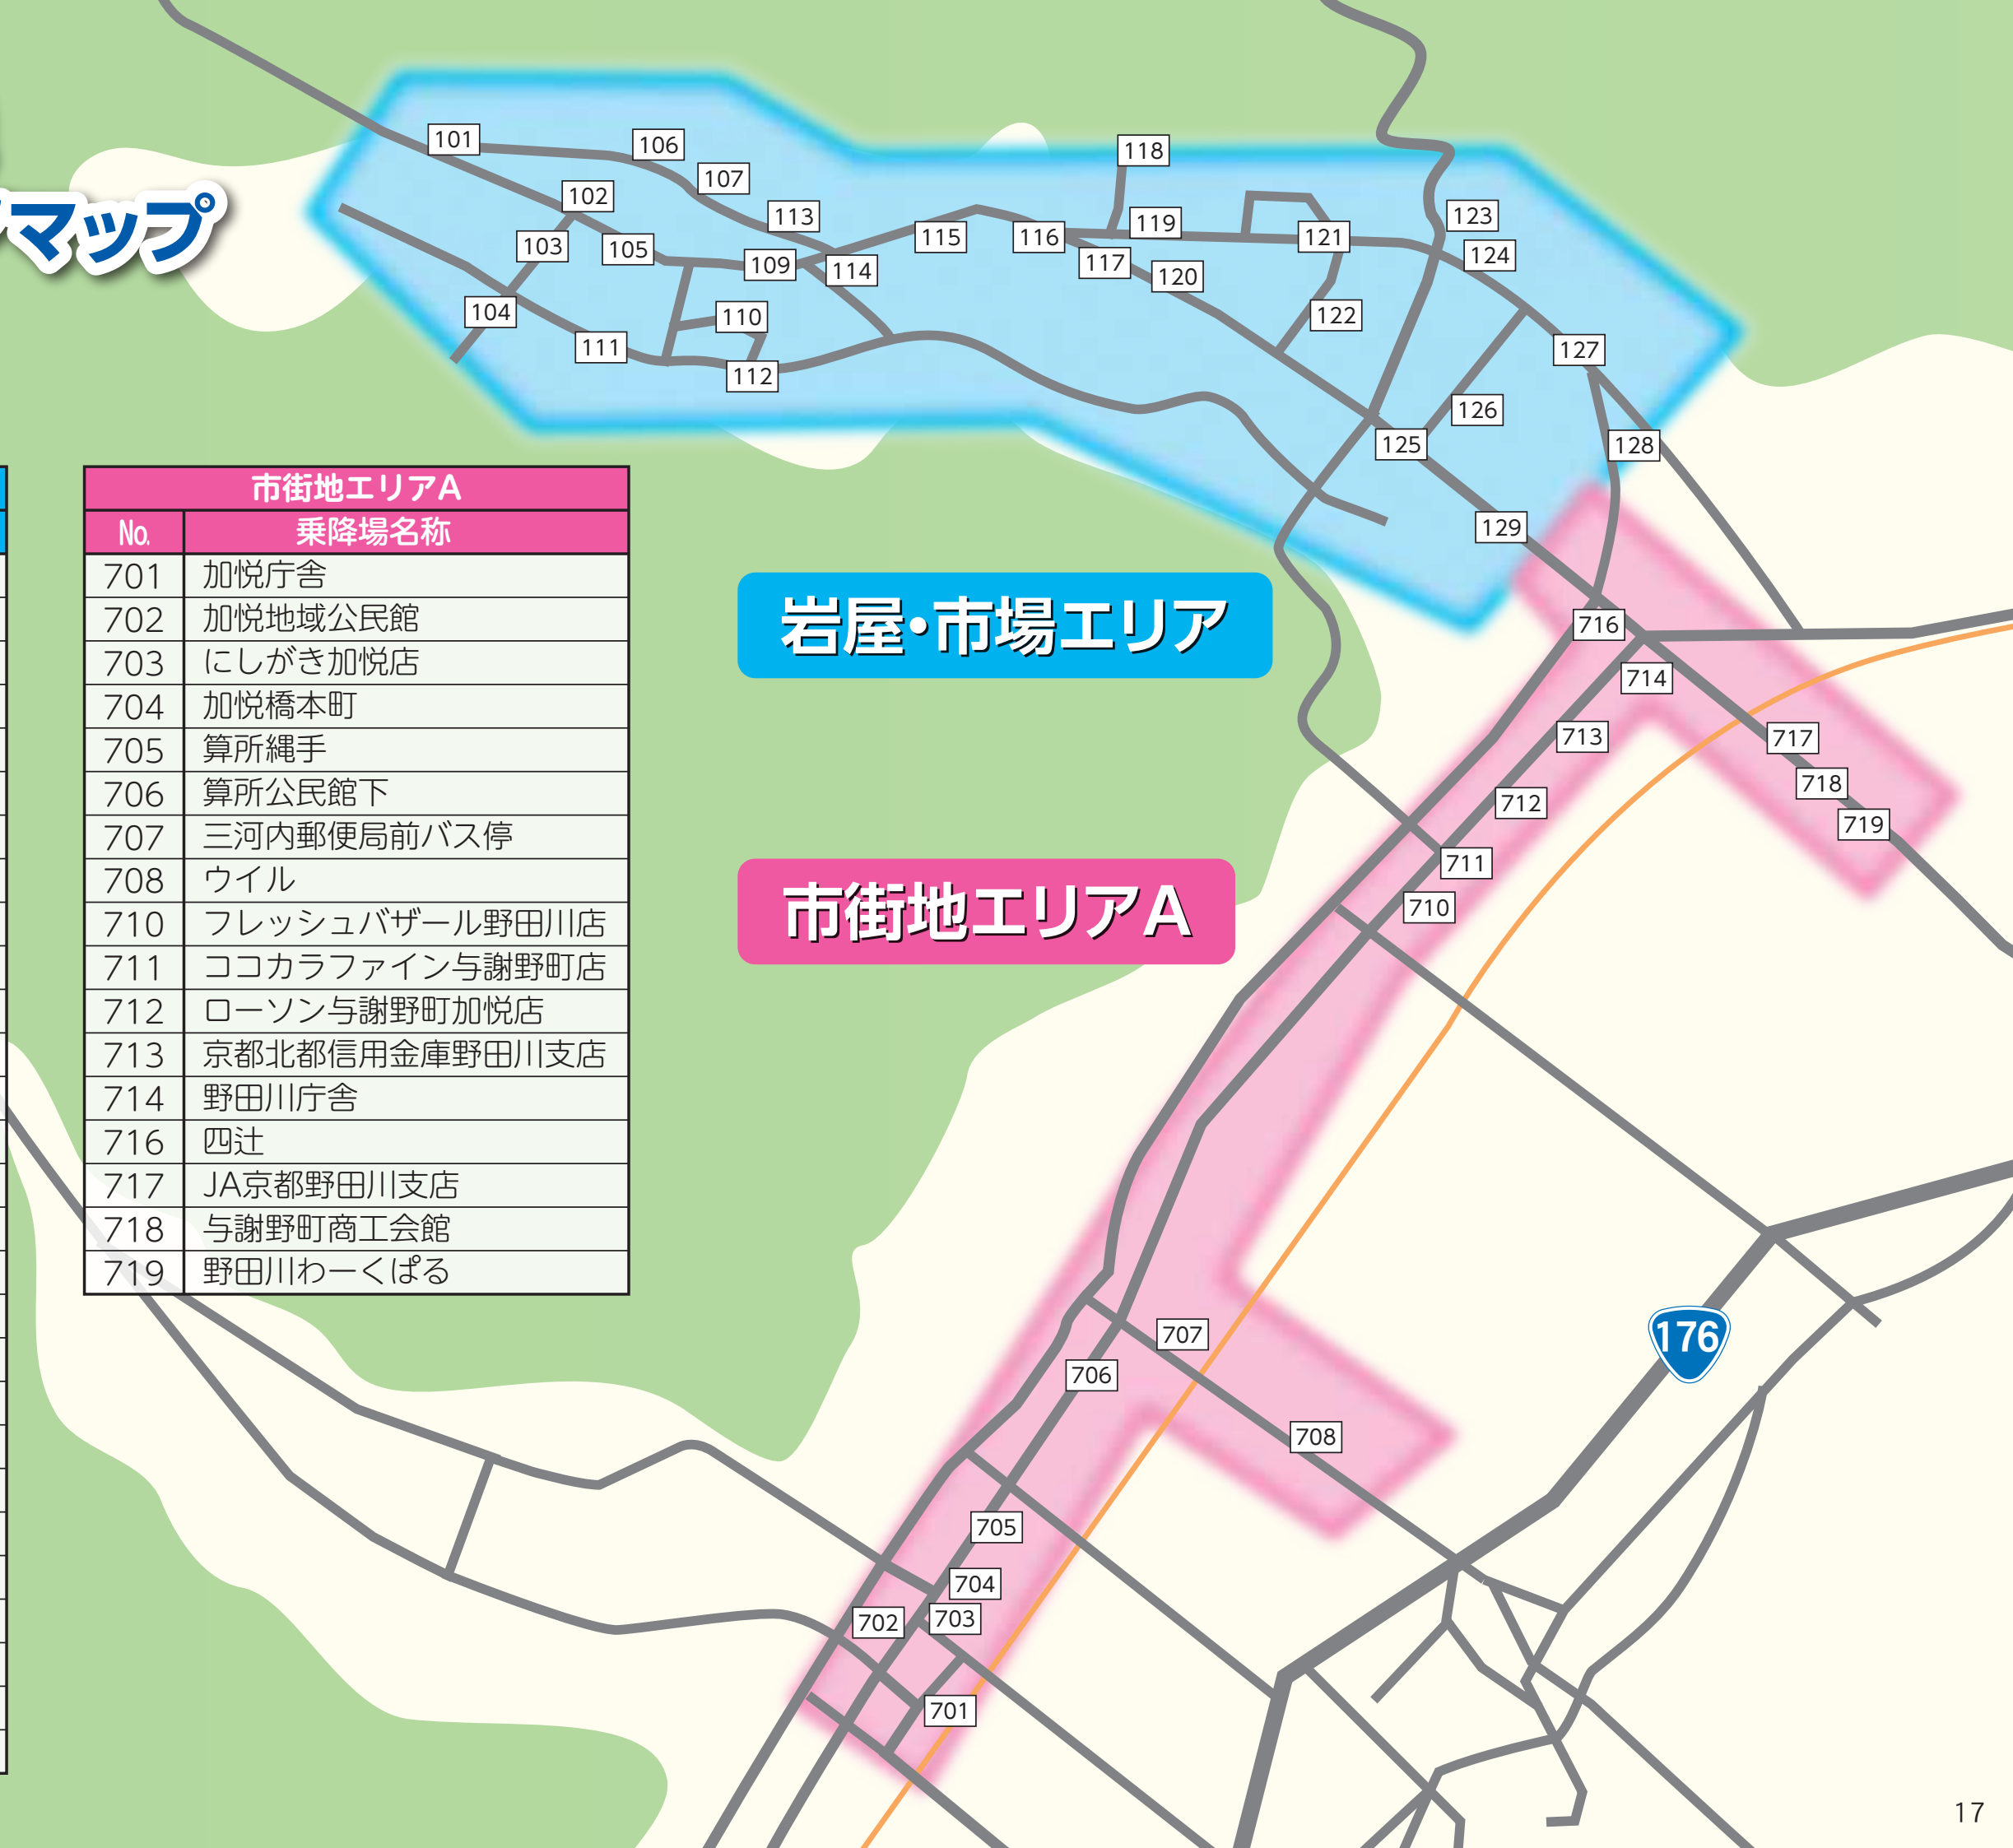 マップ
101
106
118
107
102
113
123
119
103
105
115
116
121
124
109
114
117
120
104
110
122
111
112
127
126
125
128
129
市街地エリアA
No. 乗降場名称
701 加悦庁舎
702 加悦地域公民館
703 にしがき加悦店
704 加悦橋本町
705 算所縄手
706 算所公民館下
707 三河内郵便局前バス停
708 ウイル
710 フレッシュバザール野田川店
711 ココカラファイン与謝野町店
712 ローソン与謝野町加悦店
713 京都北都信用金庫野田川支店
714 野田川庁舎
716 四辻
717 JA京都野田川支店
718 与謝野町商工会館
719 野田川わーくぱる
岩屋・市場エリア
市街地エリアA
716
714
713
717
718
712
719
711
710
707
176
706
708
705
704
703
702
701
17